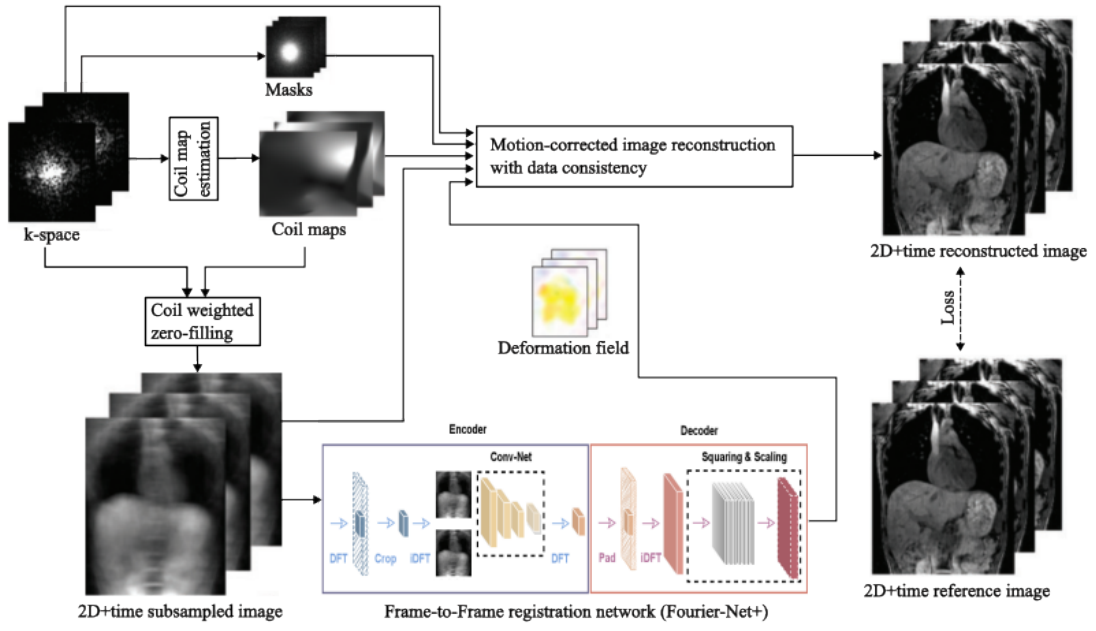 Masks
Coil map
estimation
Motion-corrected image reconstruction
with data consistency
k-space
Coil maps
2D+time reconstructed image
Coil weighted
zero-filling
Deformation field
Loss
Encoder
Decoder
Conv-Net
Squaring & Scaling
DFT
Crop
iDFT
DFT
Pad
iDFT
2D+time subsampled image
Frame-to-Frame registration network (Fourier-Net+)
2D+time reference image